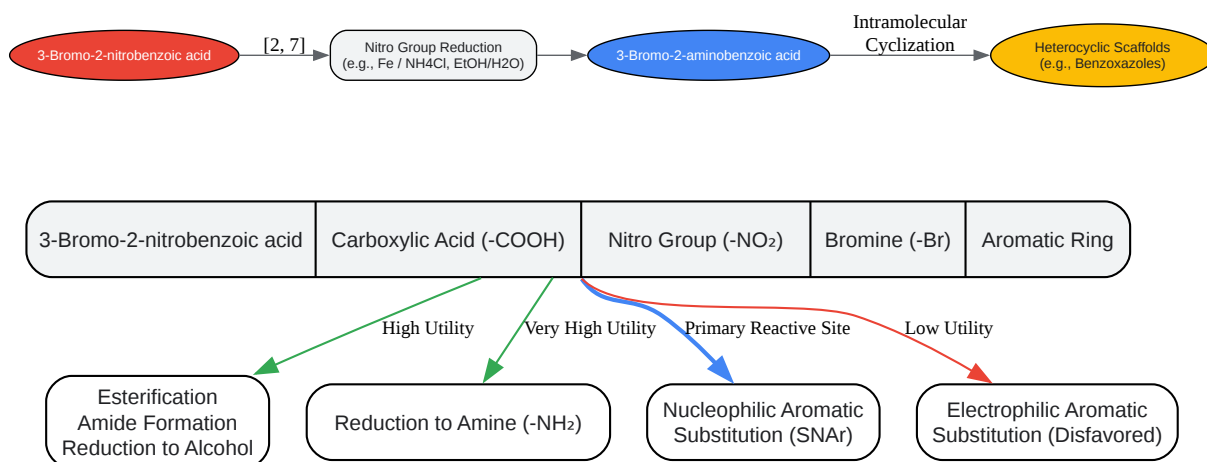 3-Bromo-2-nitrobenzoic acid
[2, 7]
Nitro Group Reduction
(e.g., Fe / NH4Cl, EtOH/H2O)
3-Bromo-2-aminobenzoic acid
Intramolecular
Cyclization
Heterocyclic Scaffolds
(e.g., Benzoxazoles)
3-Bromo-2-nitrobenzoic acid
Carboxylic Acid (-COOH)
Nitro Group (-NO₂)
Bromine (-Br)
Aromatic Ring
High Utility
Very High Utility
Primary Reactive Site
Low Utility
Esterification
Amide Formation
Reduction to Alcohol
Reduction to Amine (-NH₂)
Nucleophilic Aromatic
Substitution (SNAr)
Electrophilic Aromatic
Substitution (Disfavored)